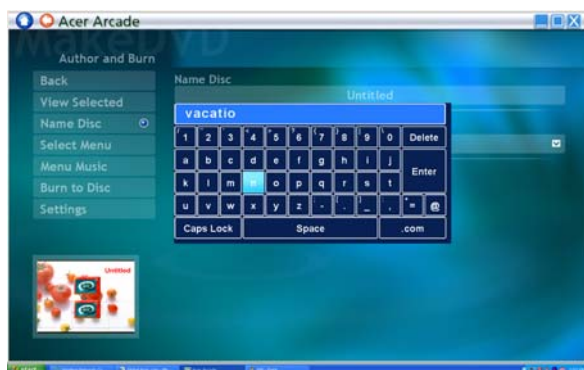 Acer Arcade
MakeDVD
Author and Burn
Back
View Selected
Name Disc
Select Menu
Menu Music
Burn to Disc
Settings
Name Disc
Untitled
vacatio
1 2 3 4 5 6 7 8 9 0 Delete
a b c d e f g h i j
Enter
k l m n o p q r s t
u v w x y z - . _ , = @
Caps Lock Space .com
Untitled
start